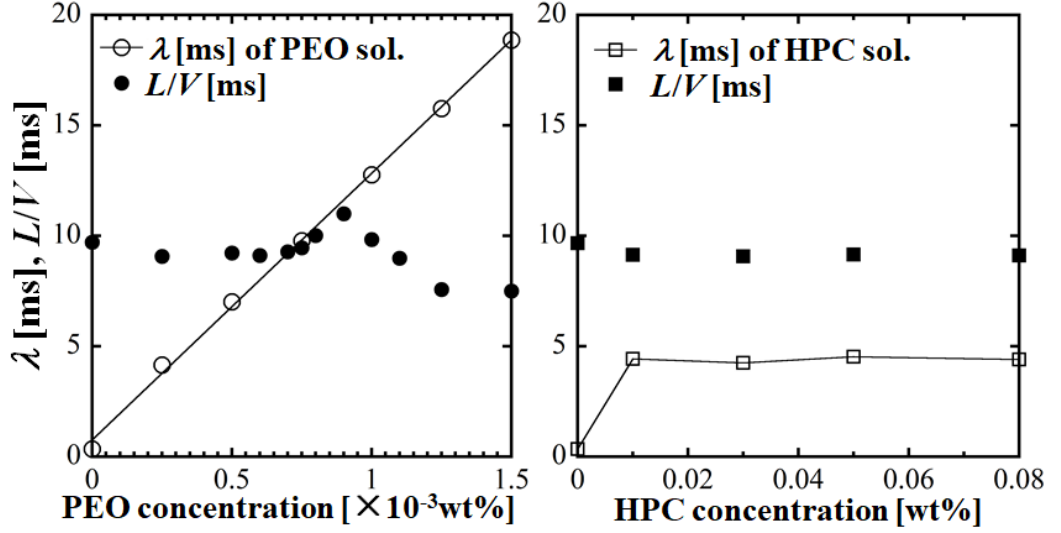 λ [ms], L/V [ms]
20
15
10
5
0
λ [ms] of PEO sol.
L/V [ms]
0 0.5 1 1.5
PEO concentration [×10-3wt%]
20
15
10
5
0
λ [ms] of HPC sol.
L/V [ms]
0 0.02 0.04 0.06 0.08
HPC concentration [wt%]